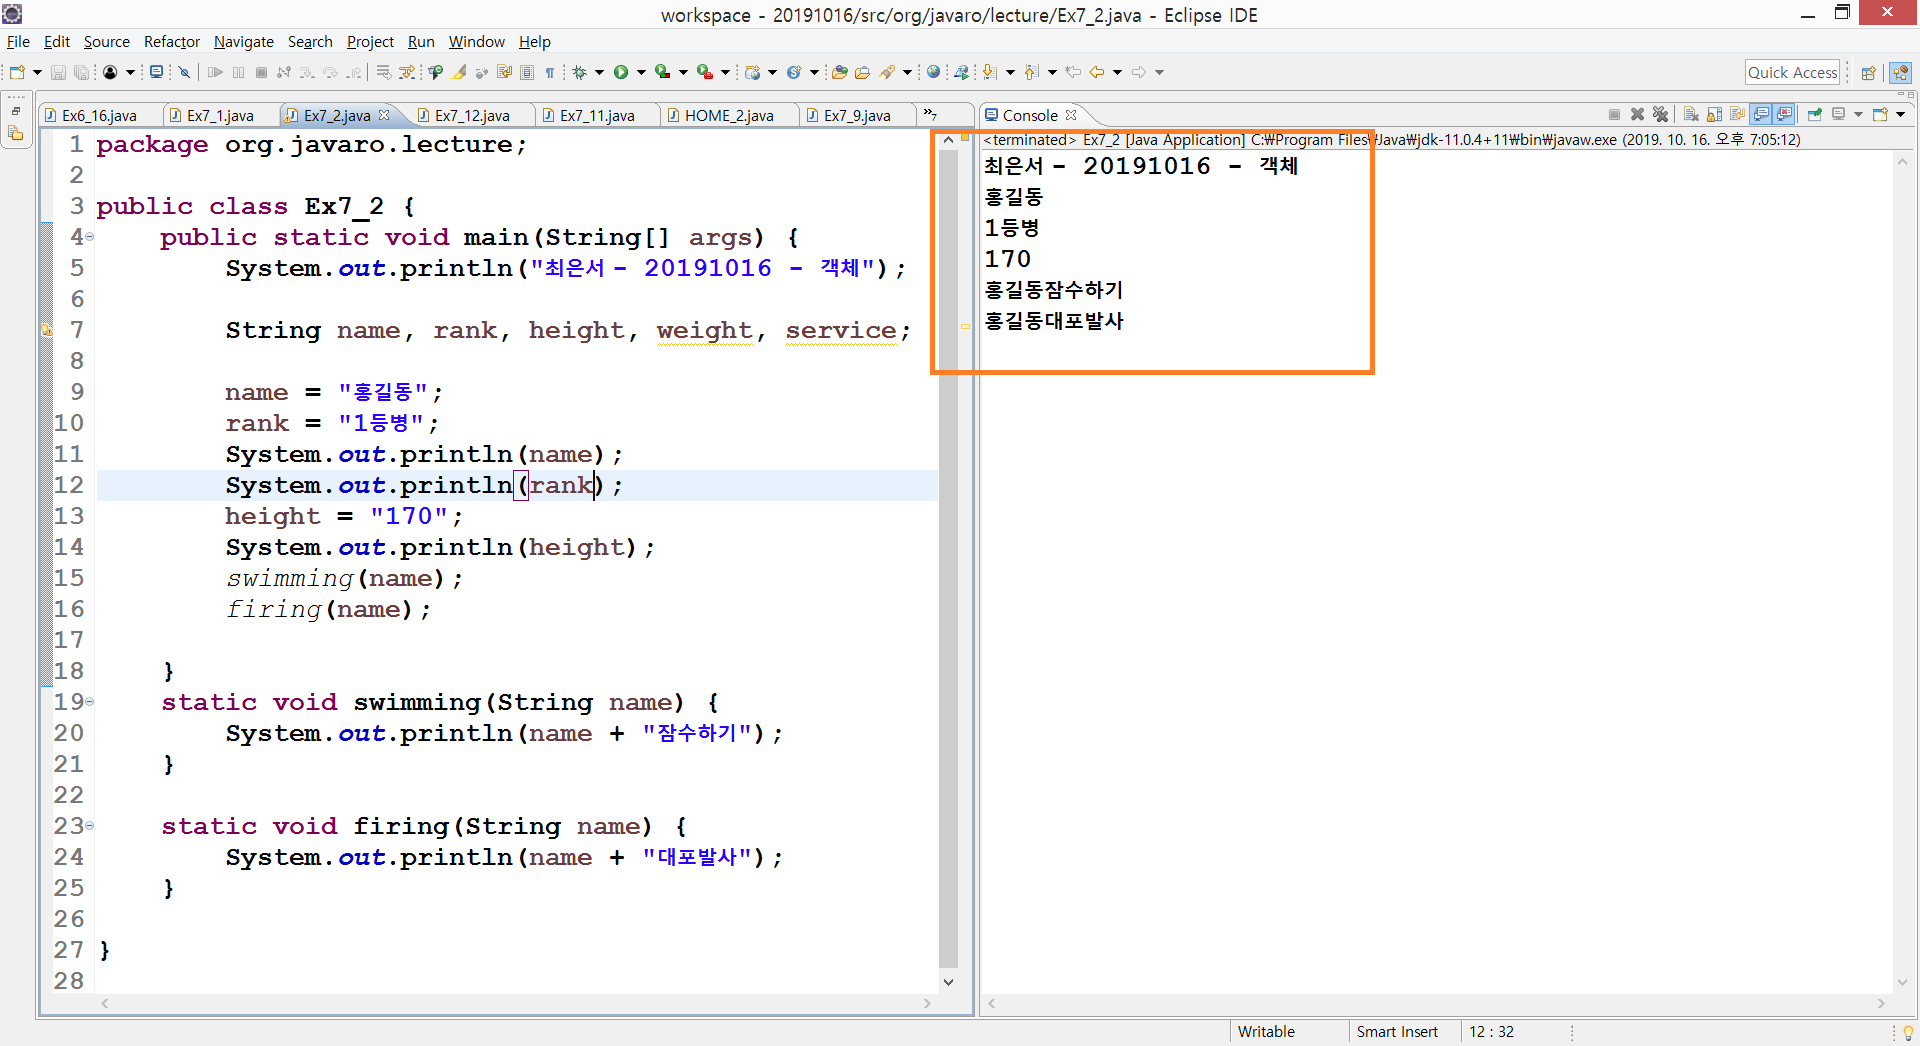 workspace - 20191016/src/org/javaro/lecture/Ex7_2.java - Eclipse IDE
File Edit Source Refactor Navigate Search Project Run Window Help
Quick Access
Ex6_16.java Ex7_1.java Ex7_2.java Ex7_12.java Ex7_11.java HOME_2.java Ex7_9.java »7
1 package org.javaro.lecture;
2
3 public class Ex7_2 {
4 public static void main(String[] args) {
5 System.out.println("최은서 - 20191016 - 객체");
6
7 String name, rank, height, weight, service;
8
9 name = "홍길동";
10 rank = "1등병";
11 System.out.println(name);
12 System.out.println(rank);
13 height = "170";
14 System.out.println(height);
15 swimming(name);
16 firing(name);
17
18 }
19 static void swimming(String name) {
20 System.out.println(name + "잠수하기");
21 }
22
23 static void firing(String name) {
24 System.out.println(name + "대포발사");
25 }
26
27 }
28
Console
<terminated> Ex7_2 [Java Application] C:₩Program Files₩Java₩jdk-11.0.4+11₩bin₩javaw.exe (2019. 10. 16. 오후 7:05:12)
최은서 - 20191016 - 객체
홍길동
1등병
170
홍길동잠수하기
홍길동대포발사
Writable Smart Insert 12 : 32